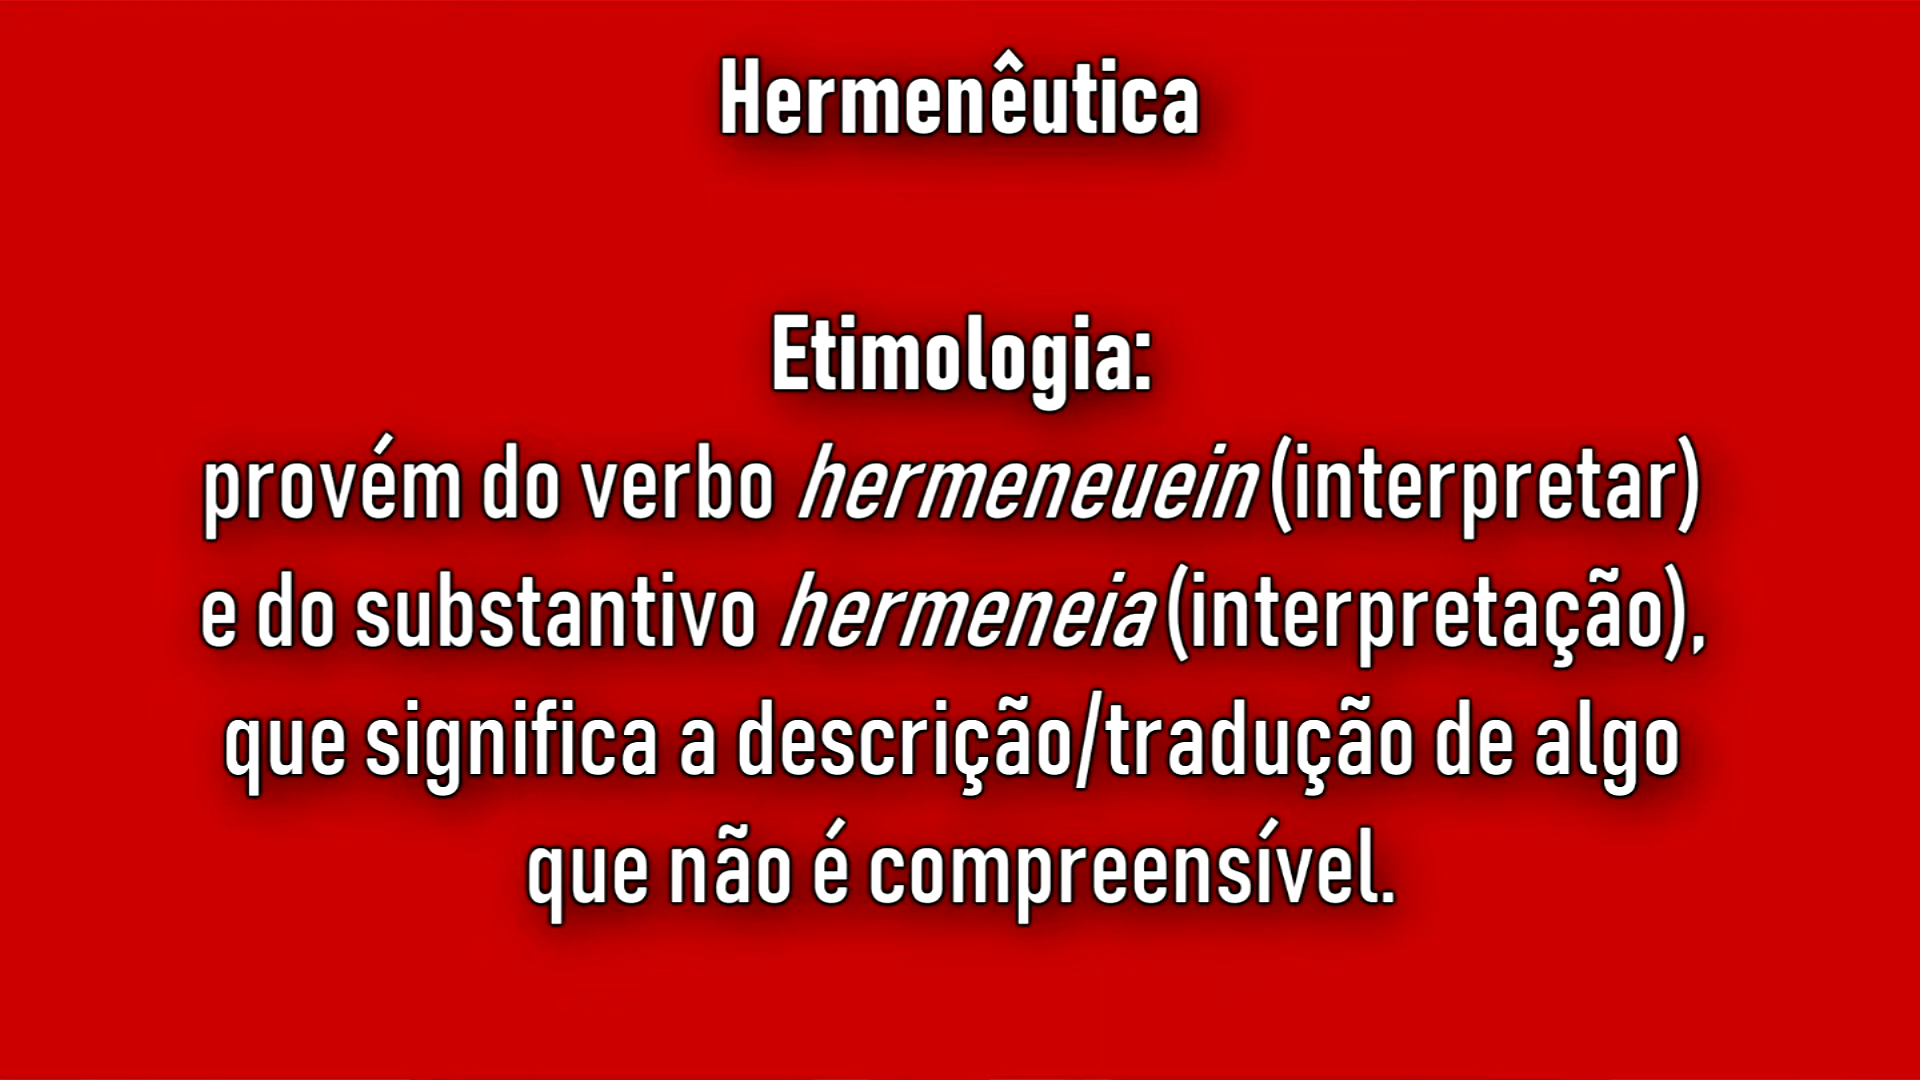 Hermenêutica
Etimologia:
provém do verbo hermeneuein (interpretar)
e do substantivo hermeneia (interpretação),
que significa a descrição/tradução de algo
que não é compreensível.